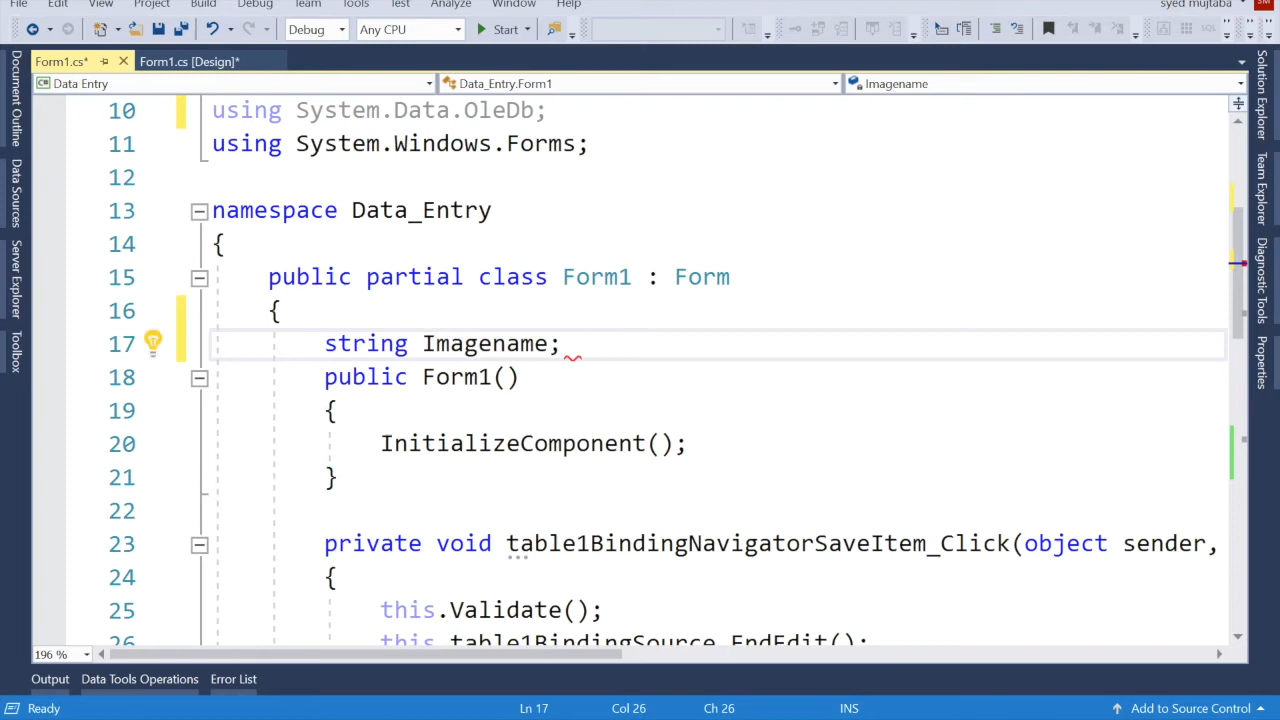 File Edit View Project Build Debug Team Tools Test Analyze Window Help syed mujtaba
Debug Any CPU Start
Form1.cs* Form1.cs [Design]*
Data Entry Data_Entry.Form1 Imagename
10 using System.Data.OleDb;
11 using System.Windows.Forms;
12
13 namespace Data_Entry
14 {
15 public partial class Form1 : Form
16 {
17 string Imagename;
18 public Form1()
19 {
20 InitializeComponent();
21 }
22
23 private void table1BindingNavigatorSaveItem_Click(object sender,
24 {
25 this.Validate();
26 this.table1BindingSource.EndEdit();
196 %
Document Outline
Data Sources
Server Explorer
Toolbox
Solution Explorer
Team Explorer
Diagnostic Tools
Properties
Output Data Tools Operations Error List
Ready Ln 17 Col 26 Ch 26 INS Add to Source Control